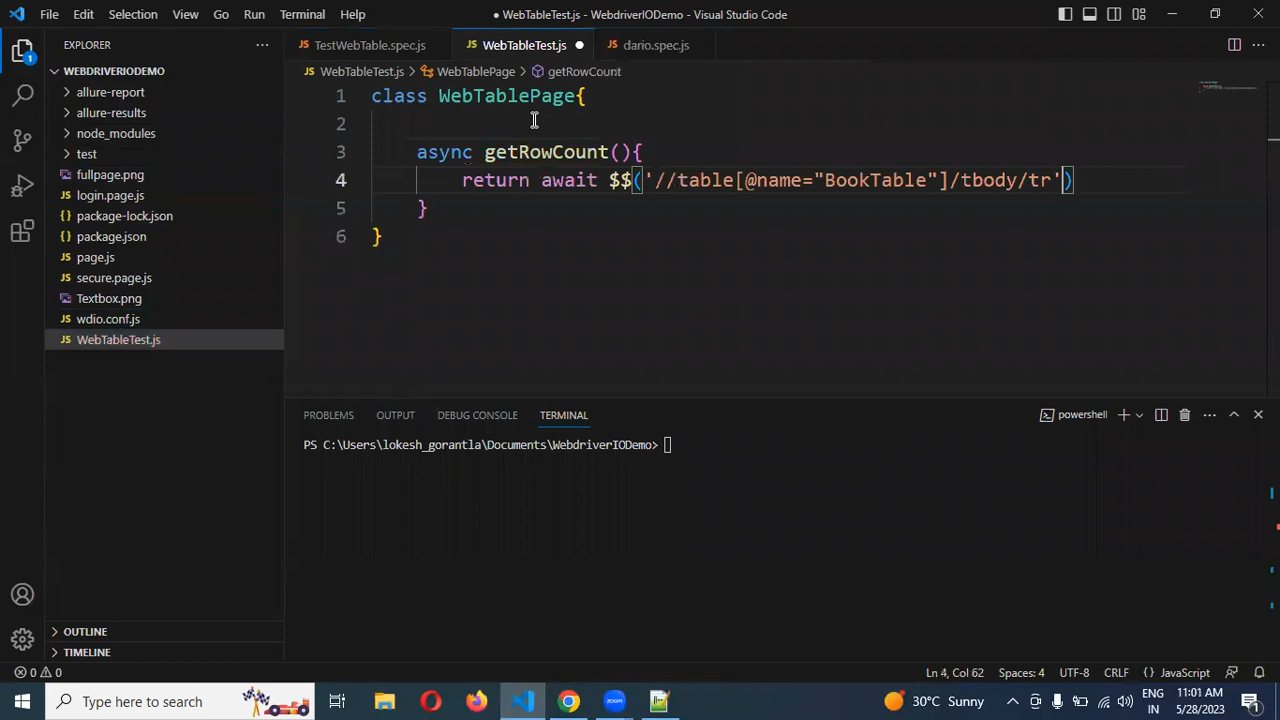 File Edit Selection View Go Run Terminal Help
● WebTableTest.js - WebdriverIODemo - Visual Studio Code
EXPLORER
TestWebTable.spec.js WebTableTest.js dario.spec.js
WEBDRIVERIODEMO
WebTableTest.js > WebTablePage > getRowCount
allure-report
allure-results
node_modules
test
fullpage.png
login.page.js
package-lock.json
package.json
page.js
secure.page.js
Textbox.png
wdio.conf.js
WebTableTest.js
1 class WebTablePage{
2
3 async getRowCount(){
4 return await $$('//table[@name="BookTable"]/tbody/tr')
5 }
6 }
PROBLEMS OUTPUT DEBUG CONSOLE TERMINAL
powershell
PS C:\Users\lokesh_gorantla\Documents\WebdriverIODemo>
OUTLINE
TIMELINE
0 0
Ln 4, Col 62 Spaces: 4 UTF-8 CRLF {} JavaScript
Type here to search
30°C Sunny
ENG IN
11:01 AM
5/28/2023
1